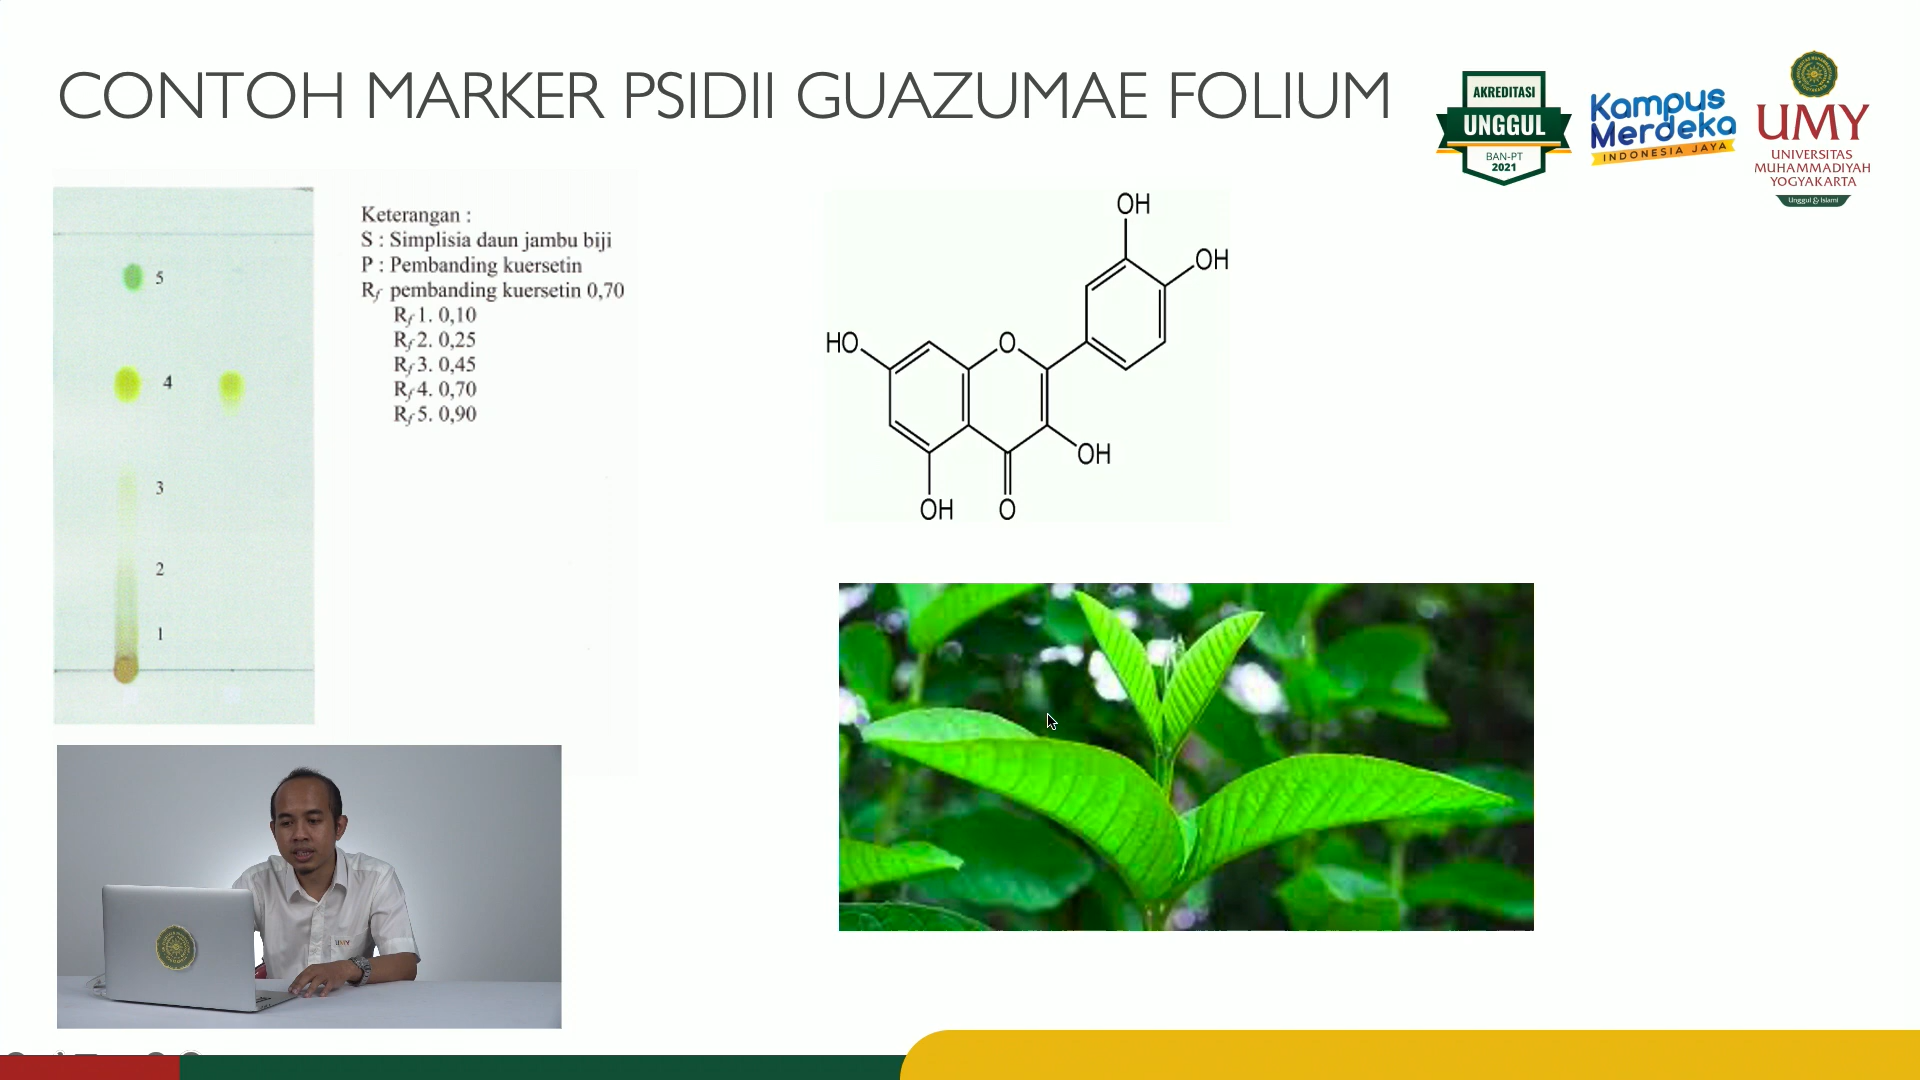 CONTOH MARKER PSIDII GUAZUMAE FOLIUM
AKREDITASI
UNGGUL
BAN-PT
2021
Kampus
Merdeka
INDONESIA JAYA
UMY
UNIVERSITAS
MUHAMMADIYAH
YOGYAKARTA
Unggul & Islami
5
4
3
2
1
Keterangan :
S : Simplisia daun jambu biji
P : Pembanding kuersetin
Rf pembanding kuersetin 0,70
Rf 1. 0,10
Rf 2. 0,25
Rf 3. 0,45
Rf 4. 0,70
Rf 5. 0,90
OH
OH
HO
O
OH
OH
O
UMY